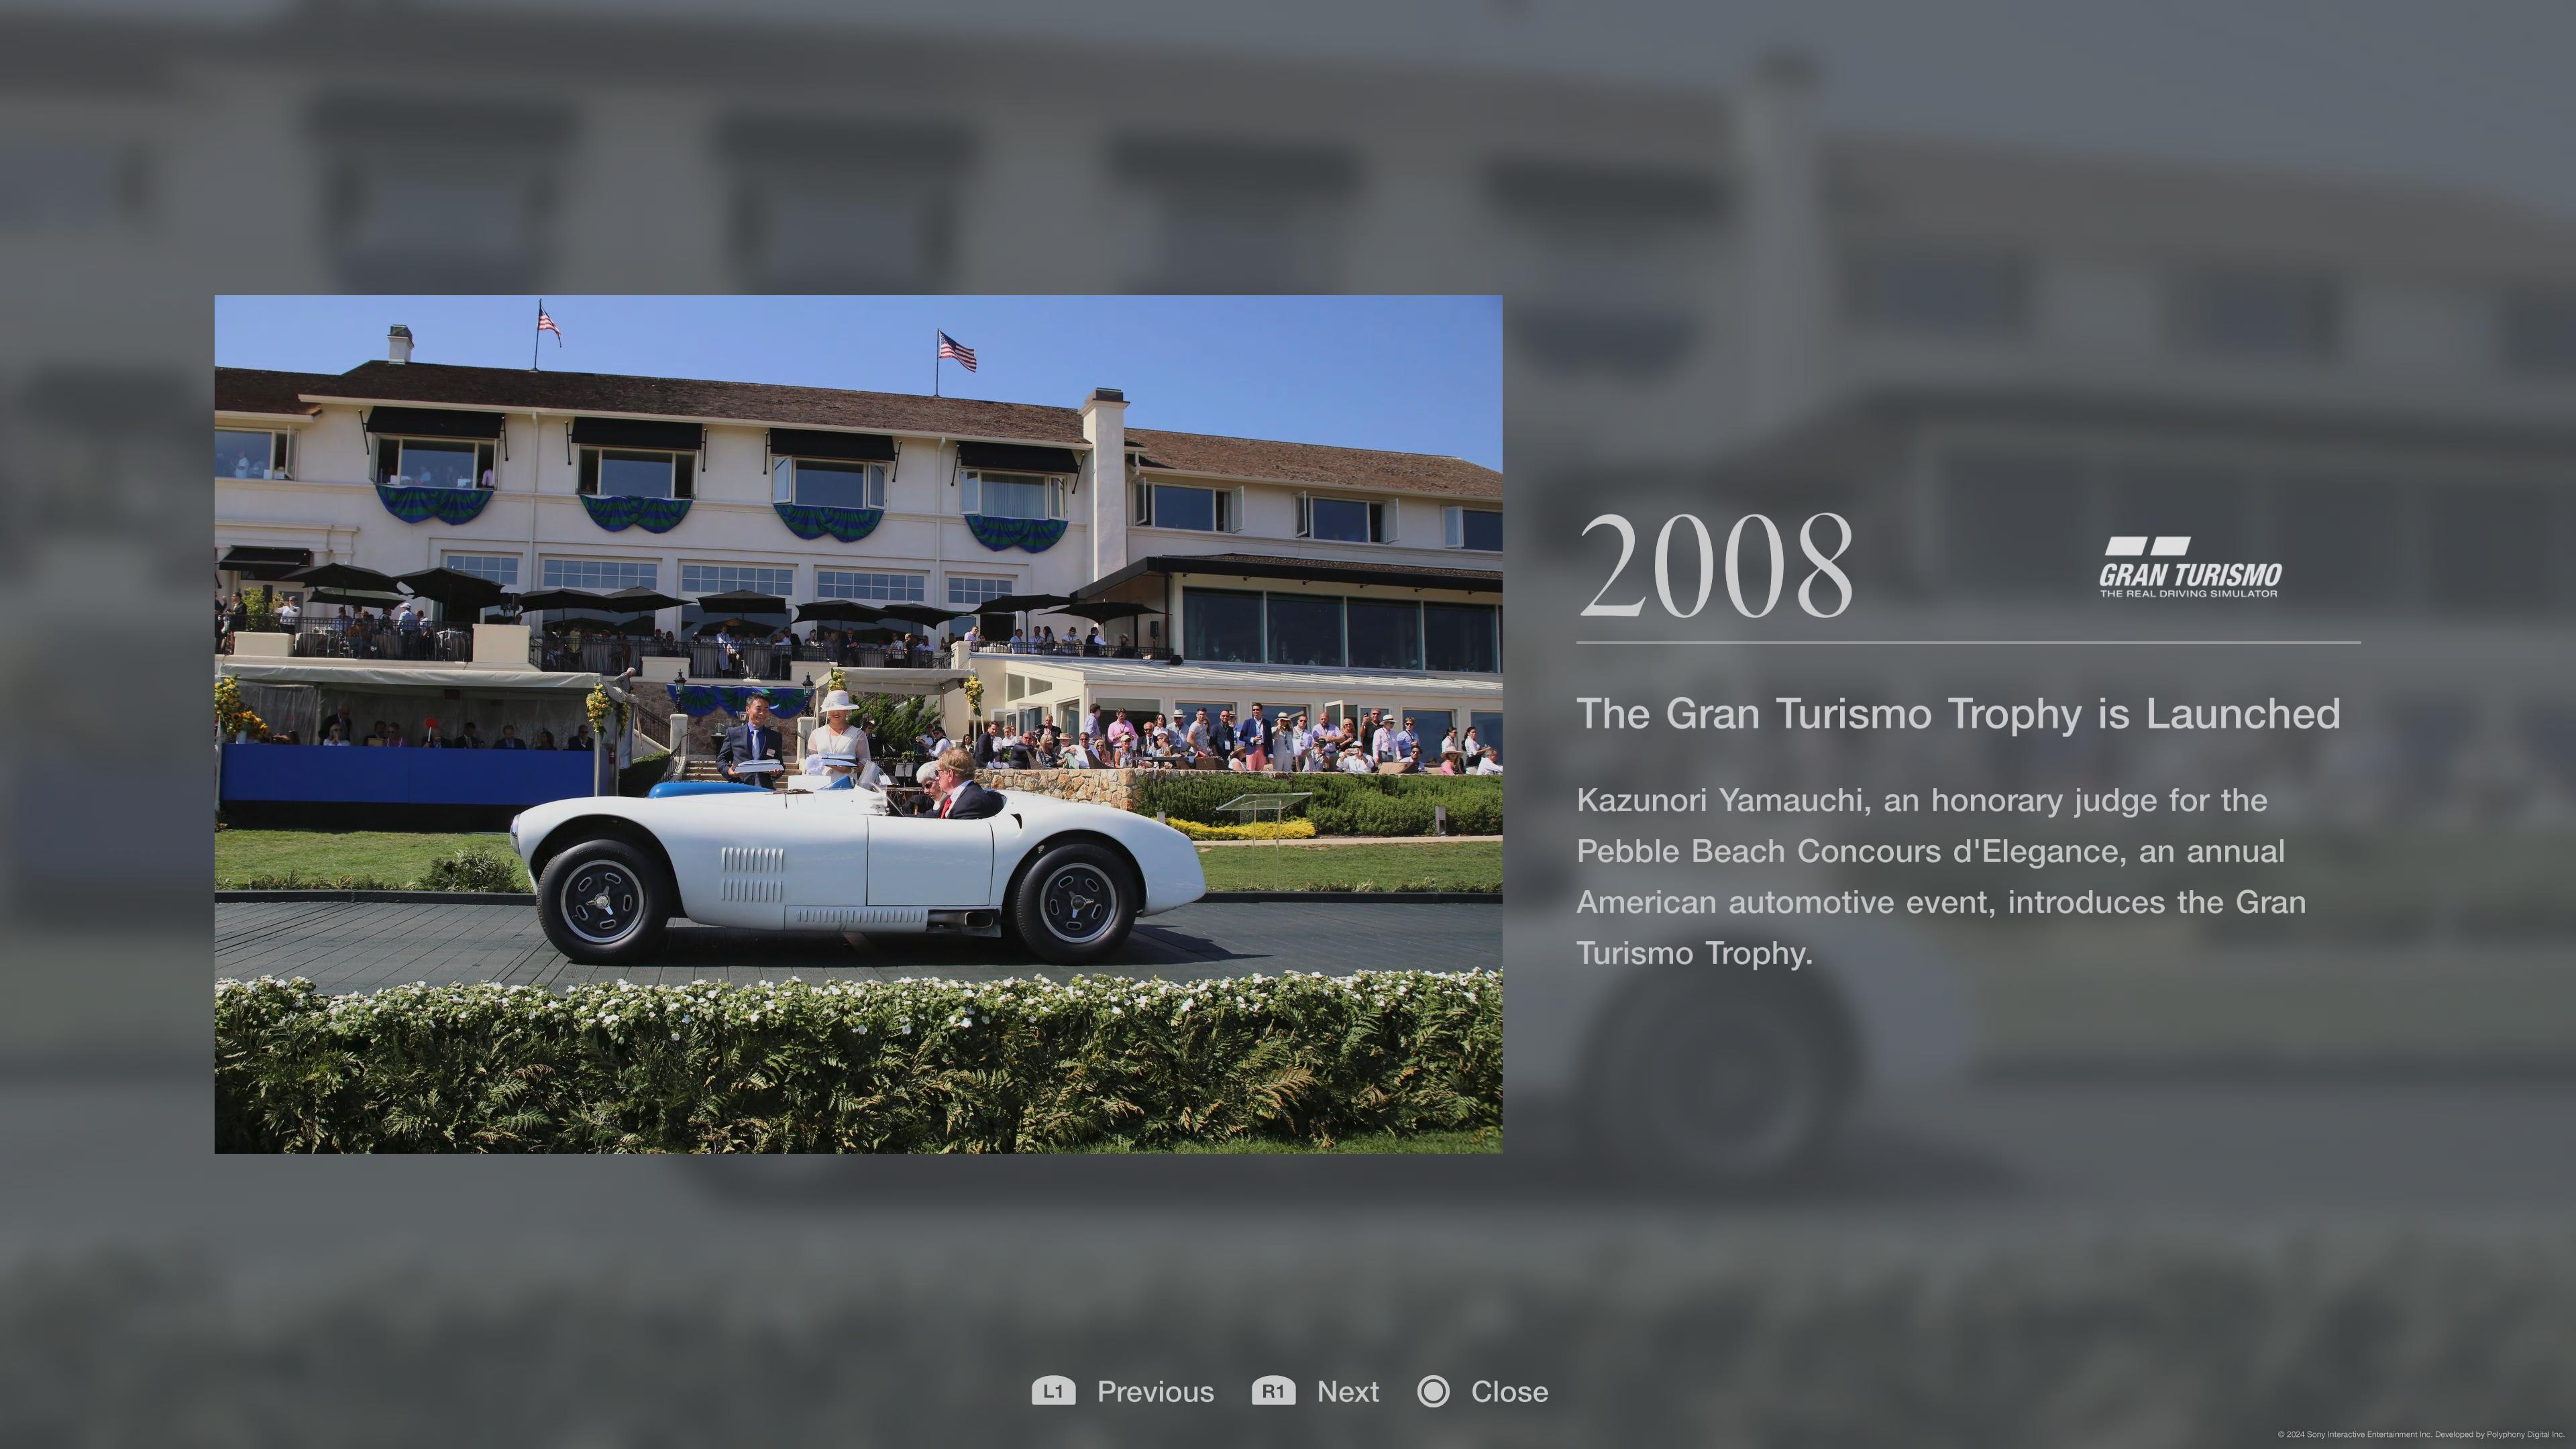 2008
GRAN TURISMO
THE REAL DRIVING SIMULATOR
The Gran Turismo Trophy is Launched
Kazunori Yamauchi, an honorary judge for the
Pebble Beach Concours d'Elegance, an annual
American automotive event, introduces the Gran
Turismo Trophy.
L1 Previous R1 Next Close
© 2024 Sony Interactive Entertainment Inc. Developed by Polyphony Digital Inc.